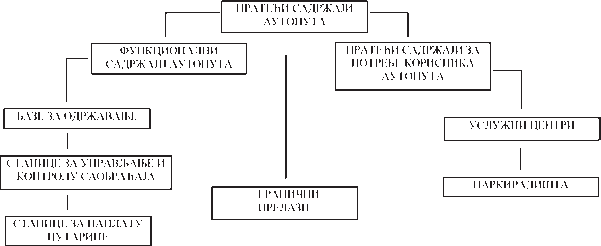 ПРАТЕЋИ САДРЖАЈИ
АУТОПУТА
ФУНКЦИОНАЛНИ
САДРЖАЈИ АУТОПУТА
ПРАТЕЋИ САДРЖАЈИ ЗА
ПОТРЕБЕ КОРИСНИКА
АУТОПУТА
БАЗЕ ЗА ОДРЖАВАЊЕ
УСЛУЖНИ ЦЕНТРИ
СТАНИЦЕ ЗА УПРАВЉАЊЕ И
КОНТРОЛУ САОБРАЋАЈА
ГРАНИЧНИ
ПРЕЛАЗИ
ПАРКИРАЛИШТА
СТАНИЦЕ ЗА НАПЛАТУ
ПУТАРИНЕ